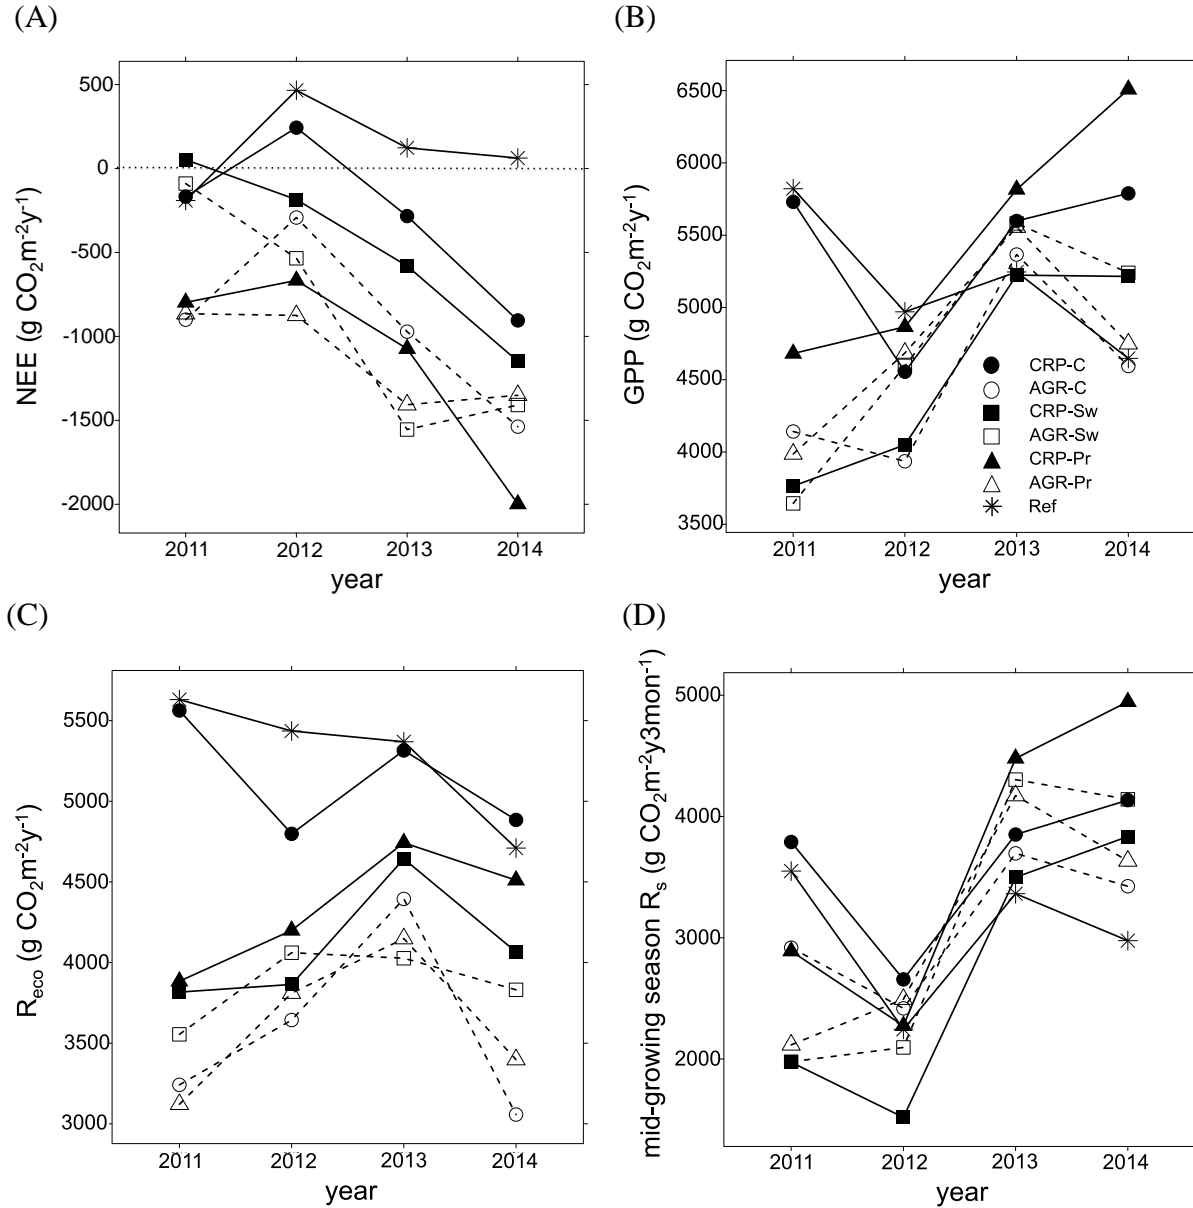 (A)
NEE (g CO₂m⁻²y⁻¹)
500
0
-500
-1000
-1500
-2000
2011 2012 2013 2014
year
(B)
GPP (g CO₂m⁻²y⁻¹)
6500
6000
5500
5000
4500
4000
3500
CRP-C
AGR-C
CRP-Sw
AGR-Sw
CRP-Pr
AGR-Pr
Ref
2011 2012 2013 2014
year
(C)
R_eco (g CO₂m⁻²y⁻¹)
5500
5000
4500
4000
3500
3000
2011 2012 2013 2014
year
(D)
mid-growing season Rₛ (g CO₂m⁻²y3mon⁻¹)
5000
4000
3000
2000
2011 2012 2013 2014
year